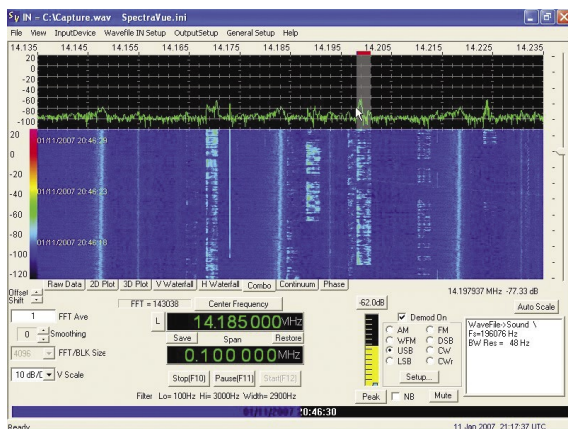 IN - C:\Capture.wav SpectraVue.ini
File View InputDevice Wavefile IN Setup OutputSetup General Setup Help
14.135 14.145 14.155 14.165 14.175 14.185 14.195 14.205 14.215 14.225 14.235
20
0
-20
-40
-60
-80
-100
20
0
-20
-40
-60
-80
-100
-120
01/11/2007 20:46:29
01/11/2007 20:46:23
01/11/2007 20:46:18
Raw Data 2D Plot 3D Plot V Waterfall H Waterfall Combo Continuum Phase
14.197937 MHz -77.33 dB
Offset
Shift
FFT = 143038
Center Frequency
-62.0dB
Auto Scale
1 FFT Ave
L 14.185 000 MHz
Demod On
0 Smoothing
Save Span Restore
AM FM
WFM DSB
USB CW
LSB CWr
WaveFile->Sound \
Fs=196076 Hz
BW Res = 48 Hz
4096 FFT/BLK Size
0.100 000 MHz
10 dB/ V Scale
Stop(F10) Pause(F11) Start(F12)
Setup...
Filter Lo= 100Hz Hi= 3000Hz Width= 2900Hz
Peak NB Mute
01/11/2007 20:46:30
Ready
11 Jan 2007 21:17:37 UTC